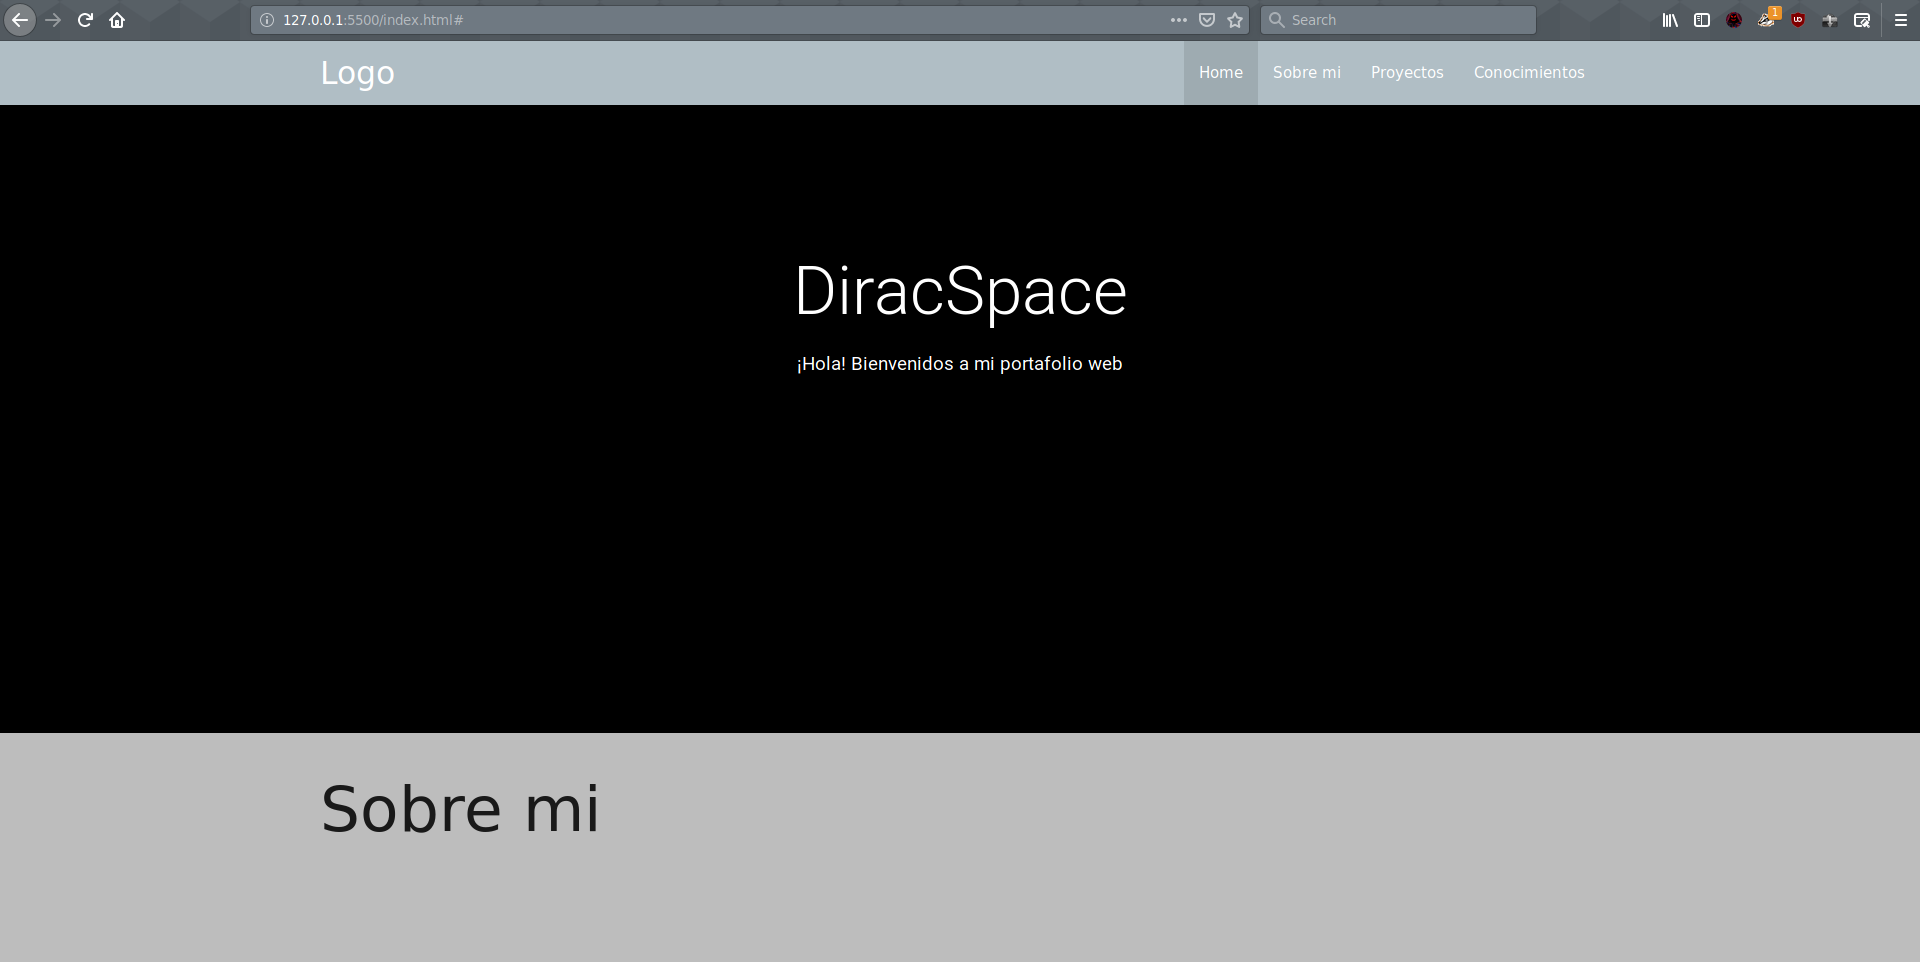 127.0.0.1:5500/index.html#
Search
1
Logo
Home
Sobre mi
Proyectos
Conocimientos
DiracSpace
¡Hola! Bienvenidos a mi portafolio web
Sobre mi